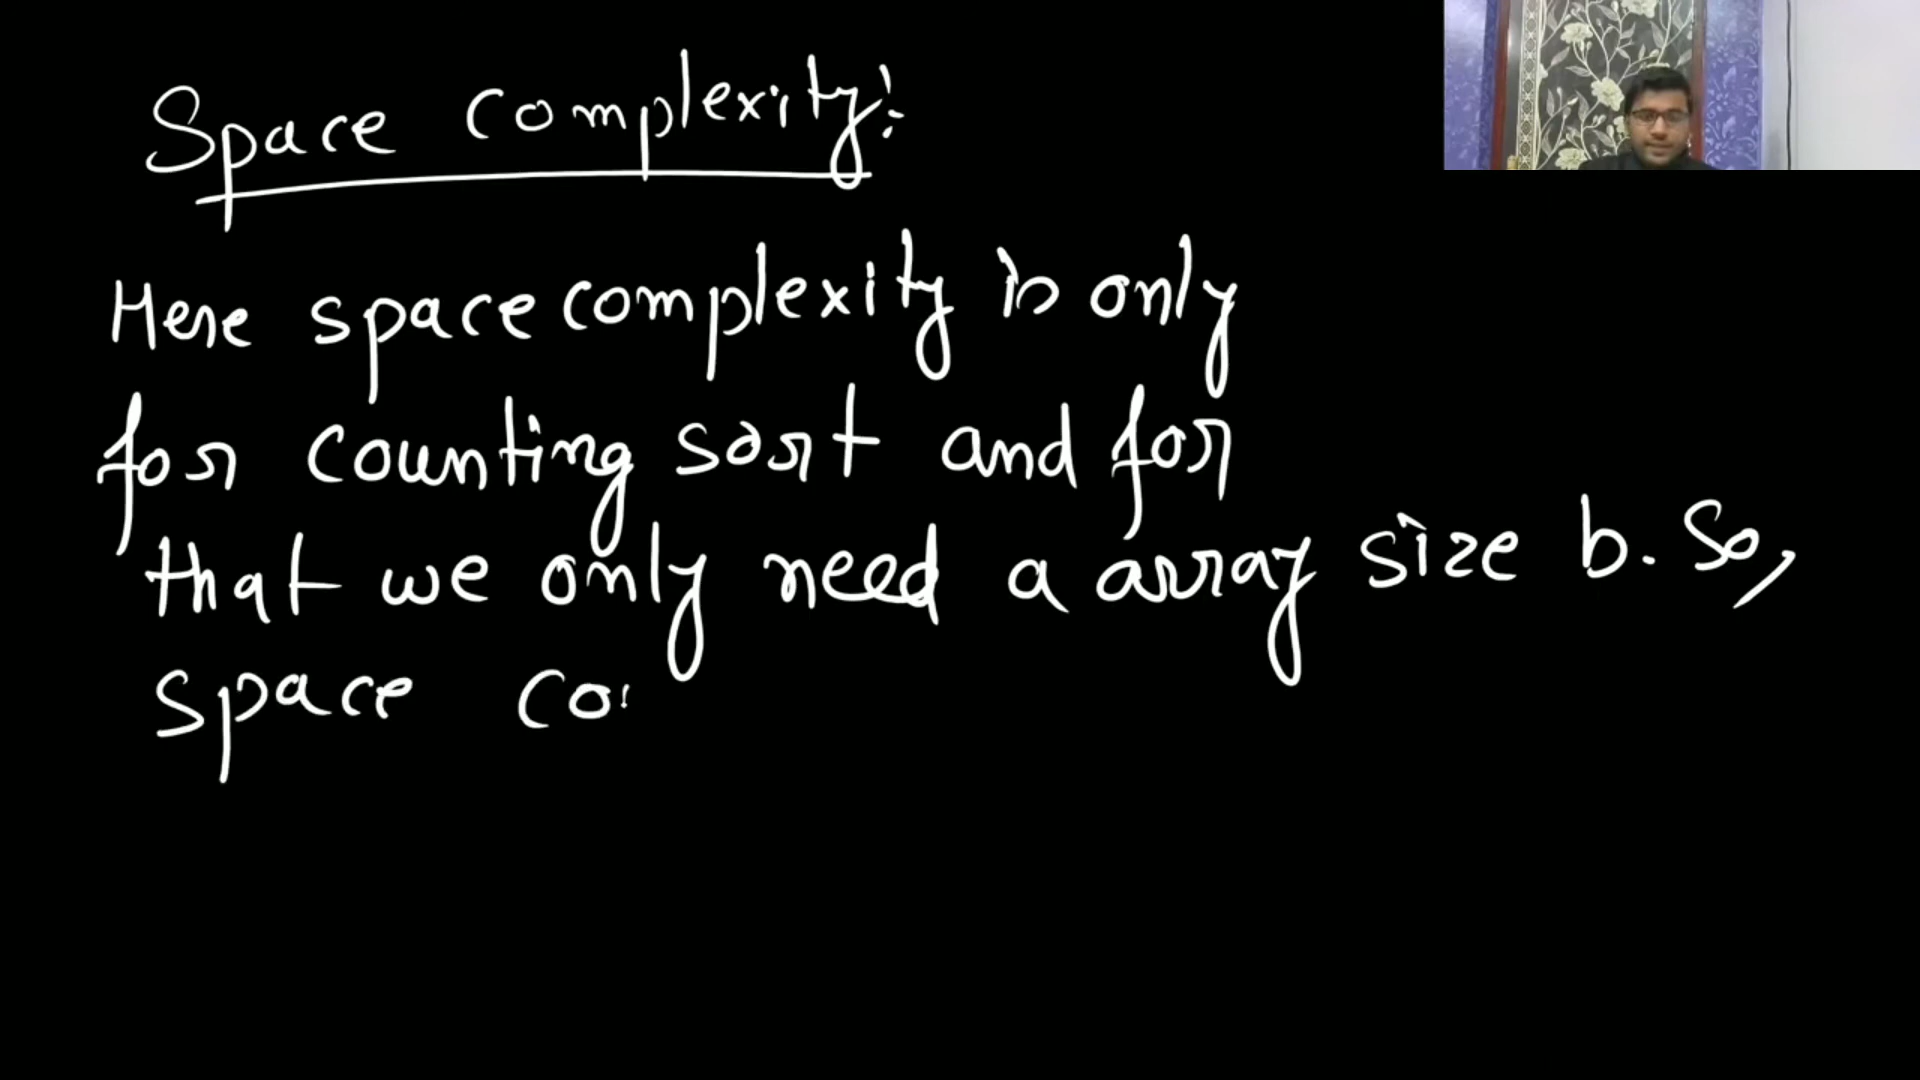 Space complexity:
Here space complexity is only
for counting sort and for
that we only need a array size b. So,
space co